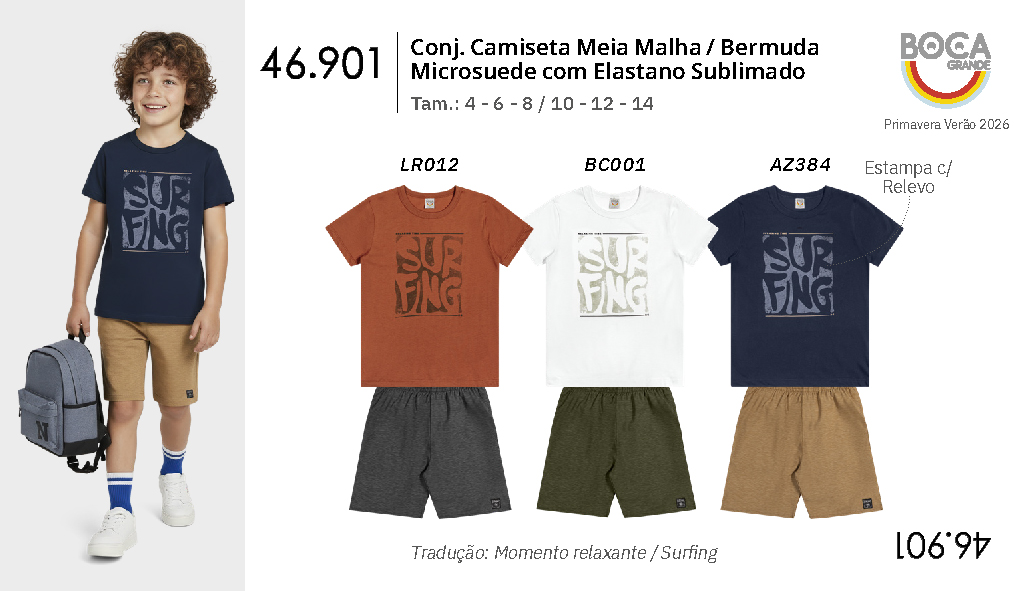 46.901
Conj. Camiseta Meia Malha / Bermuda
Microsuede com Elastano Sublimado
Tam.: 4 - 6 - 8 / 10 - 12 - 14
BOCA
GRANDE
Primavera Verão 2026
LR012
BC001
AZ384
Estampa c/
Relevo
SUR
FING
SUR
FING
SUR
FING
SUR
FING
N
Tradução: Momento relaxante / Surfing
46.901